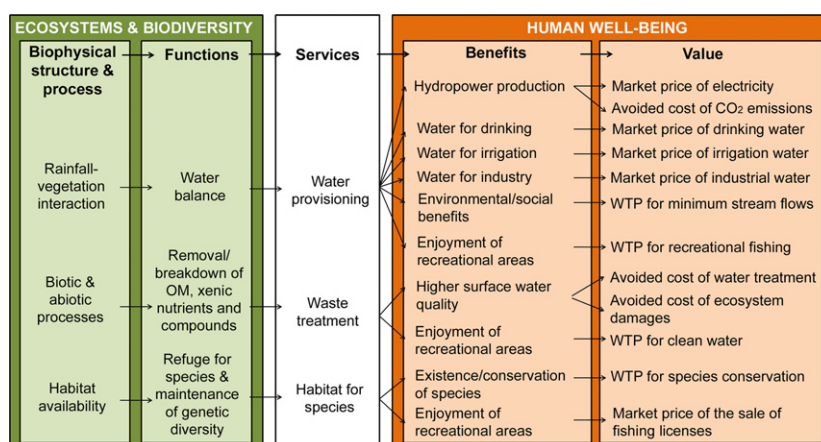 ECOSYSTEMS & BIODIVERSITY
HUMAN WELL-BEING
Biophysical
structure &
process
Functions
Services
Benefits
Value
Rainfall-
vegetation
interaction
Water
balance
Water
provisioning
Hydropower production
Market price of electricity
Avoided cost of CO₂ emissions
Water for drinking
Market price of drinking water
Water for irrigation
Market price of irrigation water
Water for industry
Market price of industrial water
Environmental/social
benefits
WTP for minimum stream flows
Enjoyment of
recreational areas
WTP for recreational fishing
Biotic &
abiotic
processes
Removal/
breakdown of
OM, xenic
nutrients and
compounds
Waste
treatment
Higher surface water
quality
Avoided cost of water treatment
Avoided cost of ecosystem
damages
Enjoyment of
recreational areas
WTP for clean water
Habitat
availability
Refuge for
species &
maintenance
of genetic
diversity
Habitat for
species
Existence/conservation
of species
WTP for species conservation
Enjoyment of
recreational areas
Market price of the sale of
fishing licenses